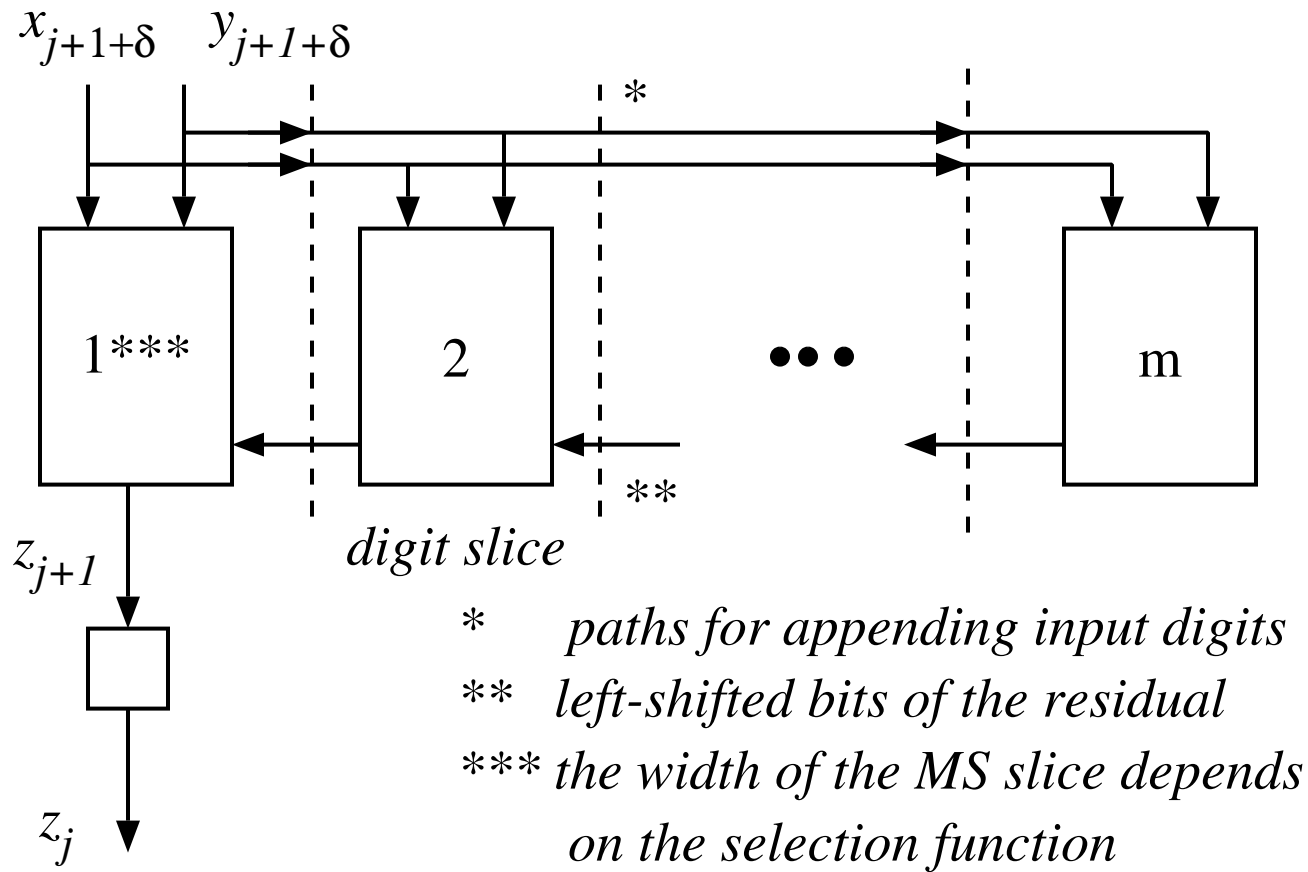 x_{j+1+δ} y_{j+1+δ}
*
1***
2
•••
m
**
z_{j+1}
digit slice
* paths for appending input digits
** left-shifted bits of the residual
*** the width of the MS slice depends
on the selection function
z_j